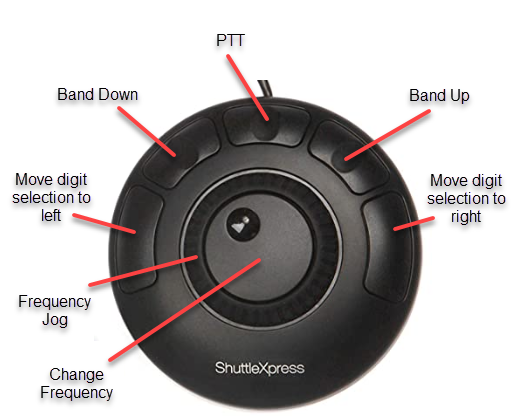 PTT
Band Down
Band Up
Move digit
selection to
left
Move digit
selection to
right
Frequency
Jog
Change
Frequency
ShuttleXpress